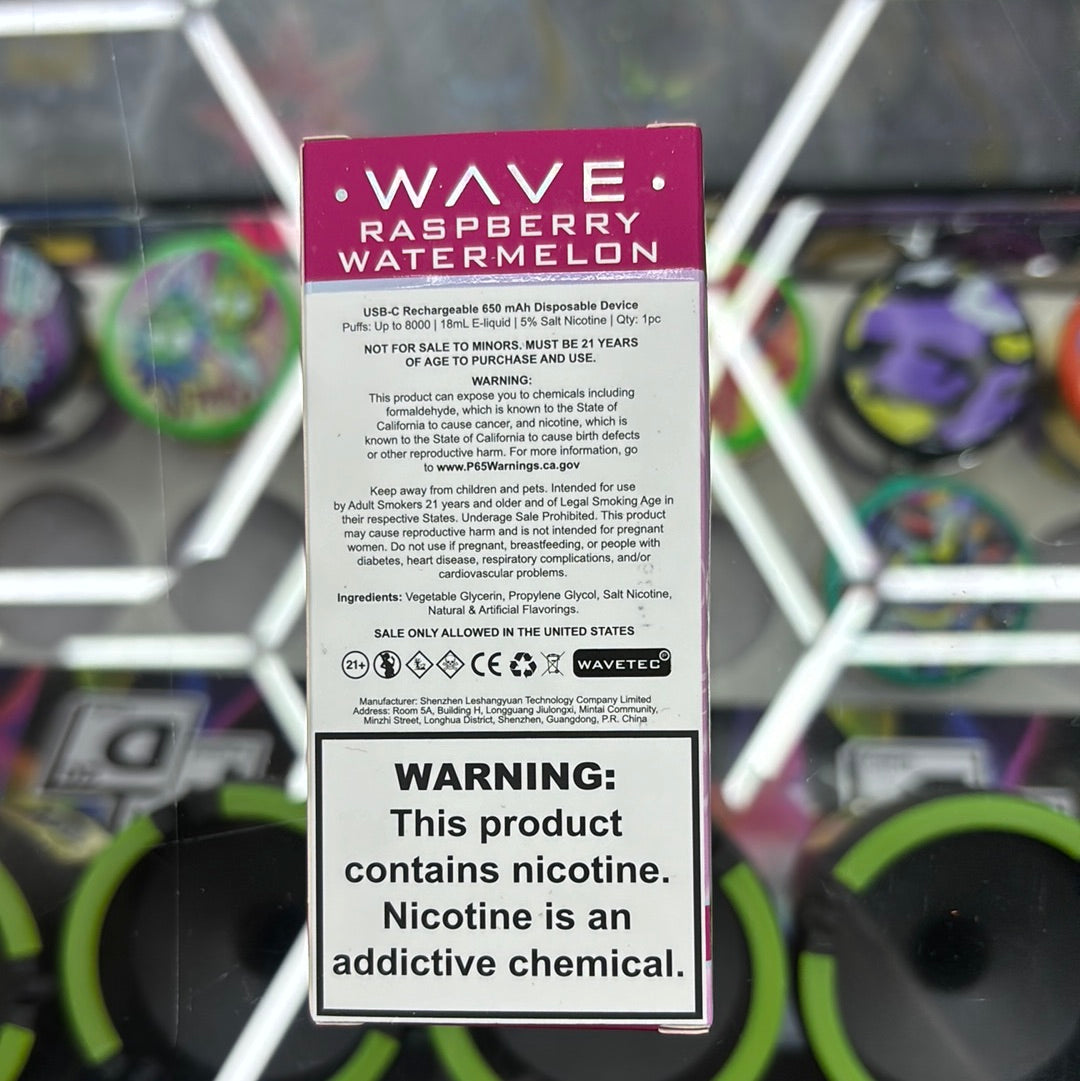 WAVE
RASPBERRY
WATERMELON
USB-C Rechargeable 650 mAh Disposable Device
Puffs: Up to 8000 | 18mL E-liquid | 5% Salt Nicotine | Qty: 1pc
NOT FOR SALE TO MINORS. MUST BE 21 YEARS
OF AGE TO PURCHASE AND USE.
WARNING:
This product can expose you to chemicals including
formaldehyde, which is known to the State of
California to cause cancer, and nicotine, which is
known to the State of California to cause birth defects
or other reproductive harm. For more information, go
to www.P65Warnings.ca.gov
Keep away from children and pets. Intended for use
by Adult Smokers 21 years and older and of Legal Smoking Age in
their respective States. Underage Sale Prohibited. This product
may cause reproductive harm and is not intended for pregnant
women. Do not use if pregnant, breastfeeding, or people with
diabetes, heart disease, respiratory complications, and/or
cardiovascular problems.
Ingredients: Vegetable Glycerin, Propylene Glycol, Salt Nicotine,
Natural & Artificial Flavorings.
SALE ONLY ALLOWED IN THE UNITED STATES
21+ CE WAVETEC®
Manufacturer: Shenzhen Leshangyuan Technology Company Limited
Address: Room 5A, Building H, Longguang Jiulongxi, Mintai Community,
Minzhi Street, Longhua District, Shenzhen, Guangdong, P.R. China
WARNING:
This product
contains nicotine.
Nicotine is an
addictive chemical.